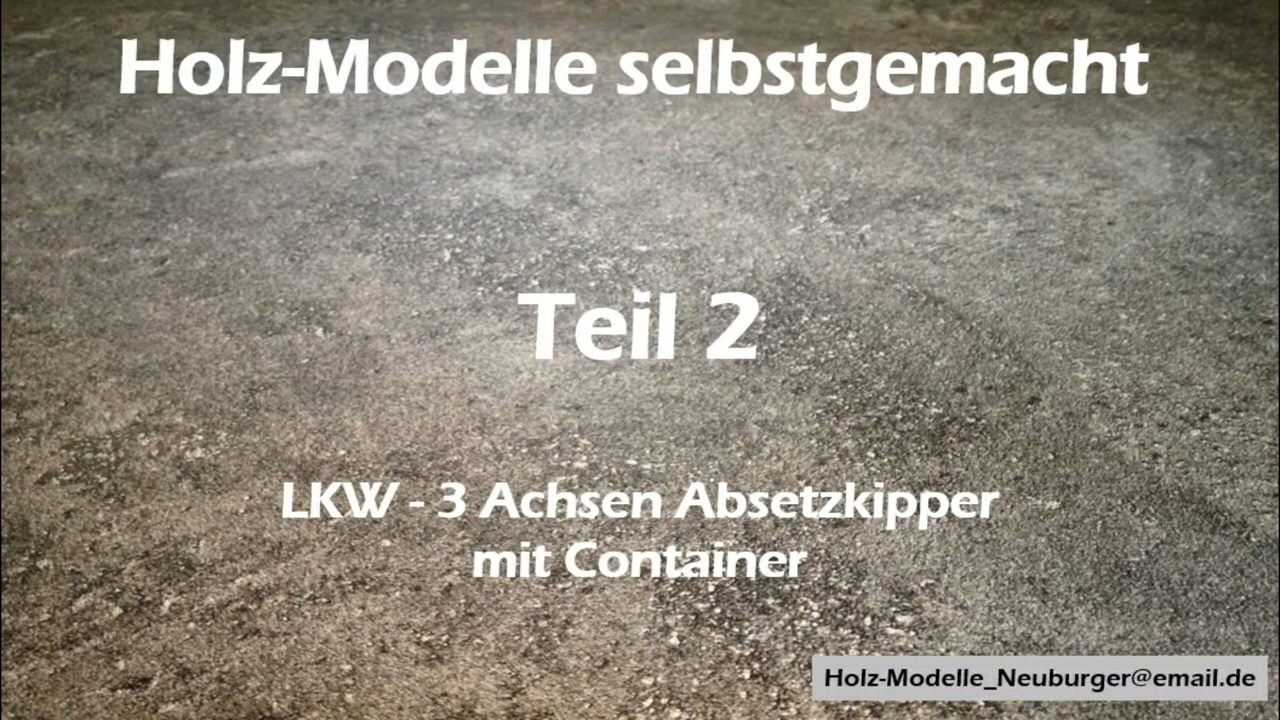 Holz-Modelle selbstgemacht
Teil 2
LKW - 3 Achsen Absetzkipper
mit Container
Holz-Modelle_Neuburger@email.de